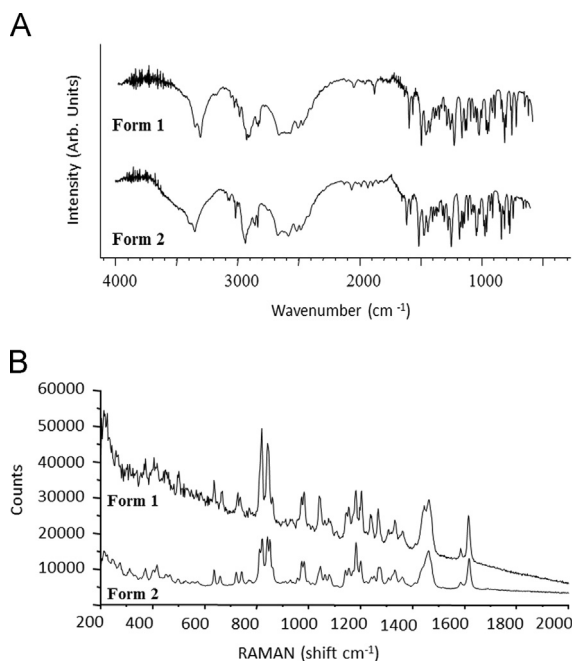 A
Intensity (Arb. Units)
Form 1
Form 2
4000 3000 2000 1000
Wavenumber (cm -1)
B
Counts
60000
50000
40000
30000
20000
10000
Form 1
Form 2
200 400 600 800 1000 1200 1400 1600 1800 2000
RAMAN (shift cm-1)